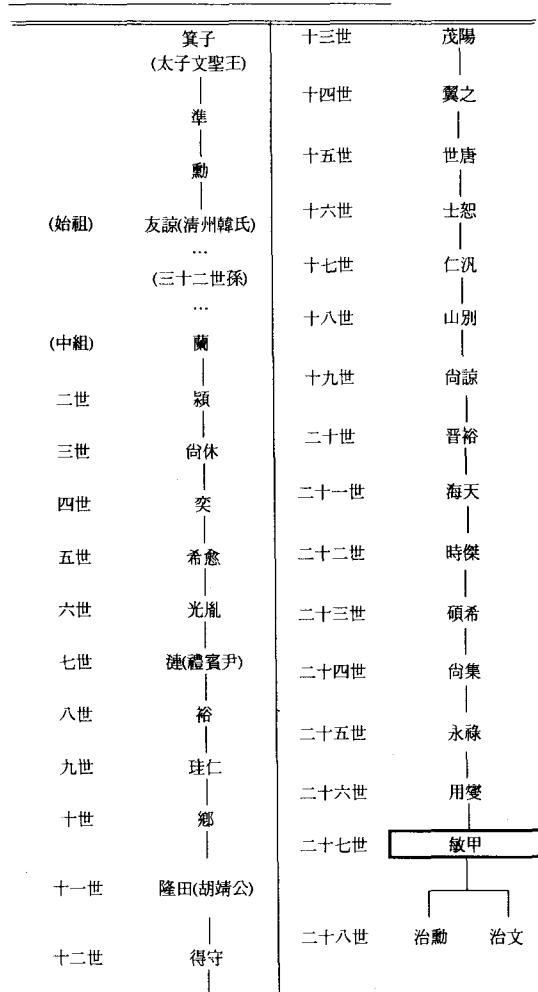 箕子
(太子文聖王)
準
勳
(始祖) 友諒(淸州韓氏)
…
(三十二世孫)
…
(中組) 蘭
二世 穎
三世 尙休
四世 奕
五世 希愈
六世 光胤
七世 漣(禮賓尹)
八世 裕
九世 珪仁
十世
十一世 隆田(胡靖公)
十二世 得守
十三世 茂陽
十四世 翼之
十五世 世唐
十六世 士恕
十七世 仁汎
十八世 山別
十九世 尙諒
二十世 晋裕
二十一世 海天
二十二世 時傑
二十三世 碩希
二十四世 尙集
二十五世 永祿
二十六世 用燮
二十七世 敏甲
二十八世 治勳 治文